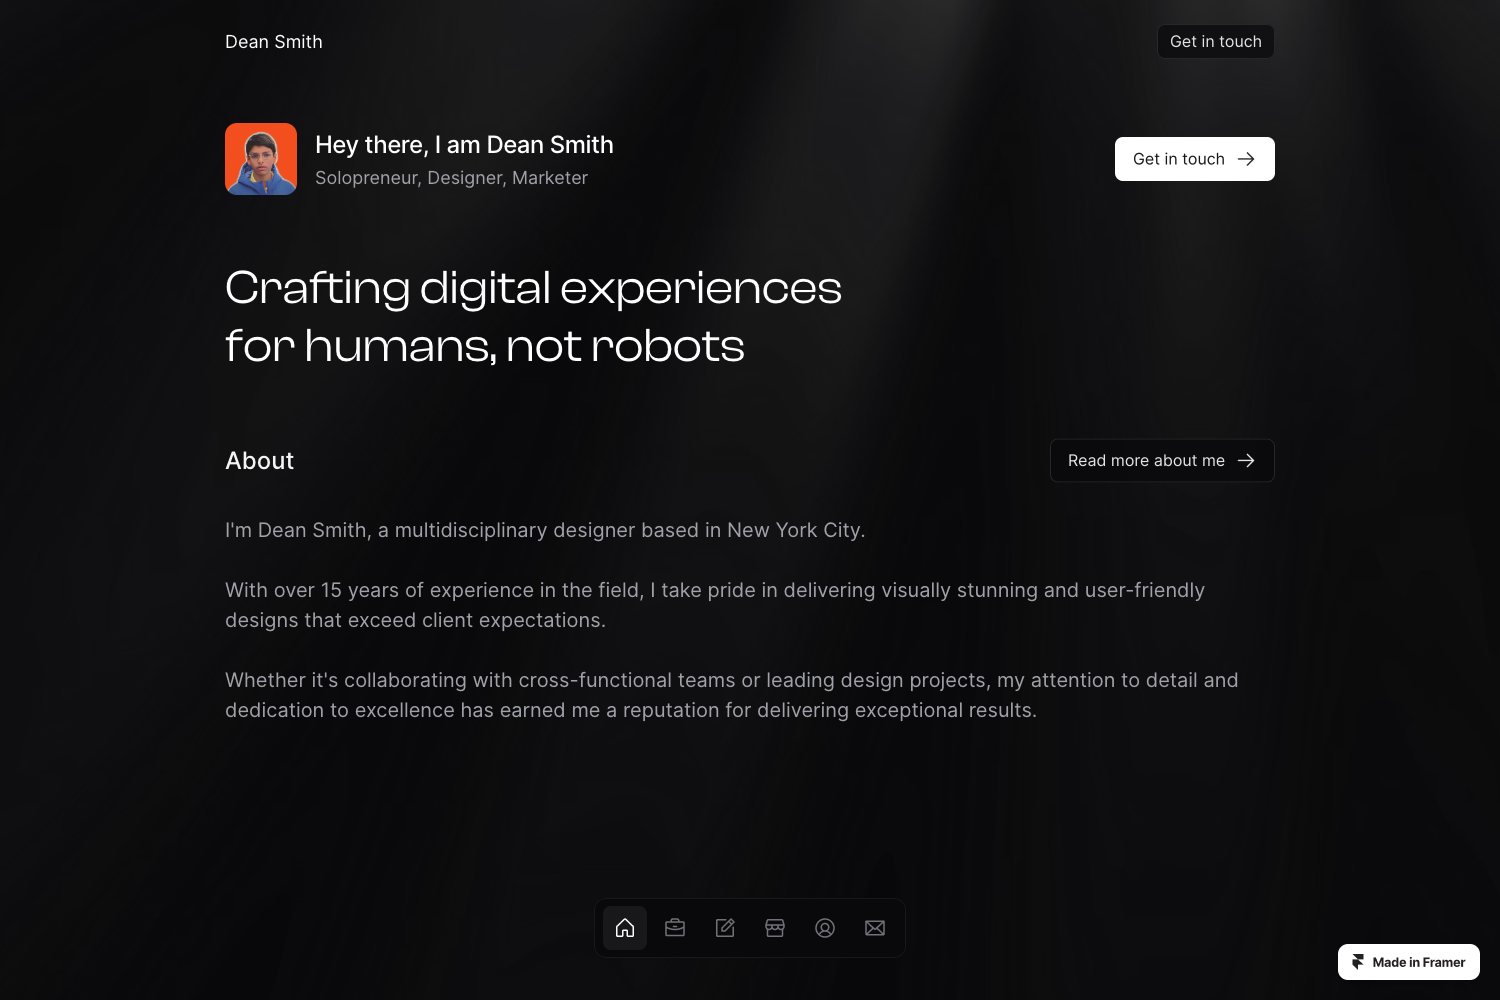 Dean Smith
Get in touch
Hey there, I am Dean Smith
Solopreneur, Designer, Marketer
Get in touch
Crafting digital experiences
for humans, not robots
About
Read more about me
I'm Dean Smith, a multidisciplinary designer based in New York City.
With over 15 years of experience in the field, I take pride in delivering visually stunning and user-friendly
designs that exceed client expectations.
Whether it's collaborating with cross-functional teams or leading design projects, my attention to detail and
dedication to excellence has earned me a reputation for delivering exceptional results.
Made in Framer